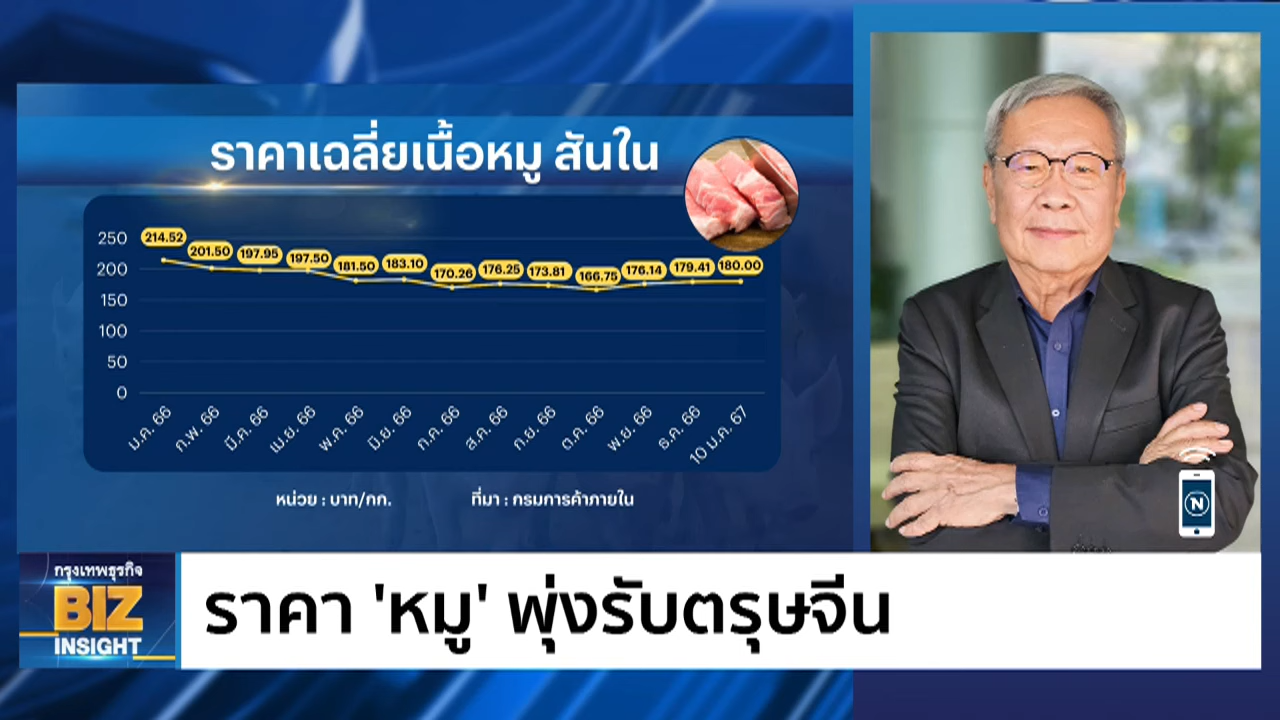 ราคาเฉลี่ยเนื้อหมู สันใน
250
200
150
100
50
0
214.52 201.50 197.95 197.50 181.50 183.10 170.26 176.25 173.81 166.75 176.14 179.41 180.00
ม.ค. 66 ก.พ. 66 มี.ค. 66 เม.ย. 66 พ.ค. 66 มิ.ย. 66 ก.ค. 66 ส.ค. 66 ก.ย. 66 ต.ค. 66 พ.ย. 66 ธ.ค. 66 10 ม.ค. 67
หน่วย : บาท/กก. ที่มา : กรมการค้าภายใน
N
กรุงเทพธุรกิจ
BIZ
INSIGHT
ราคา 'หมู' พุ่งรับตรุษจีน